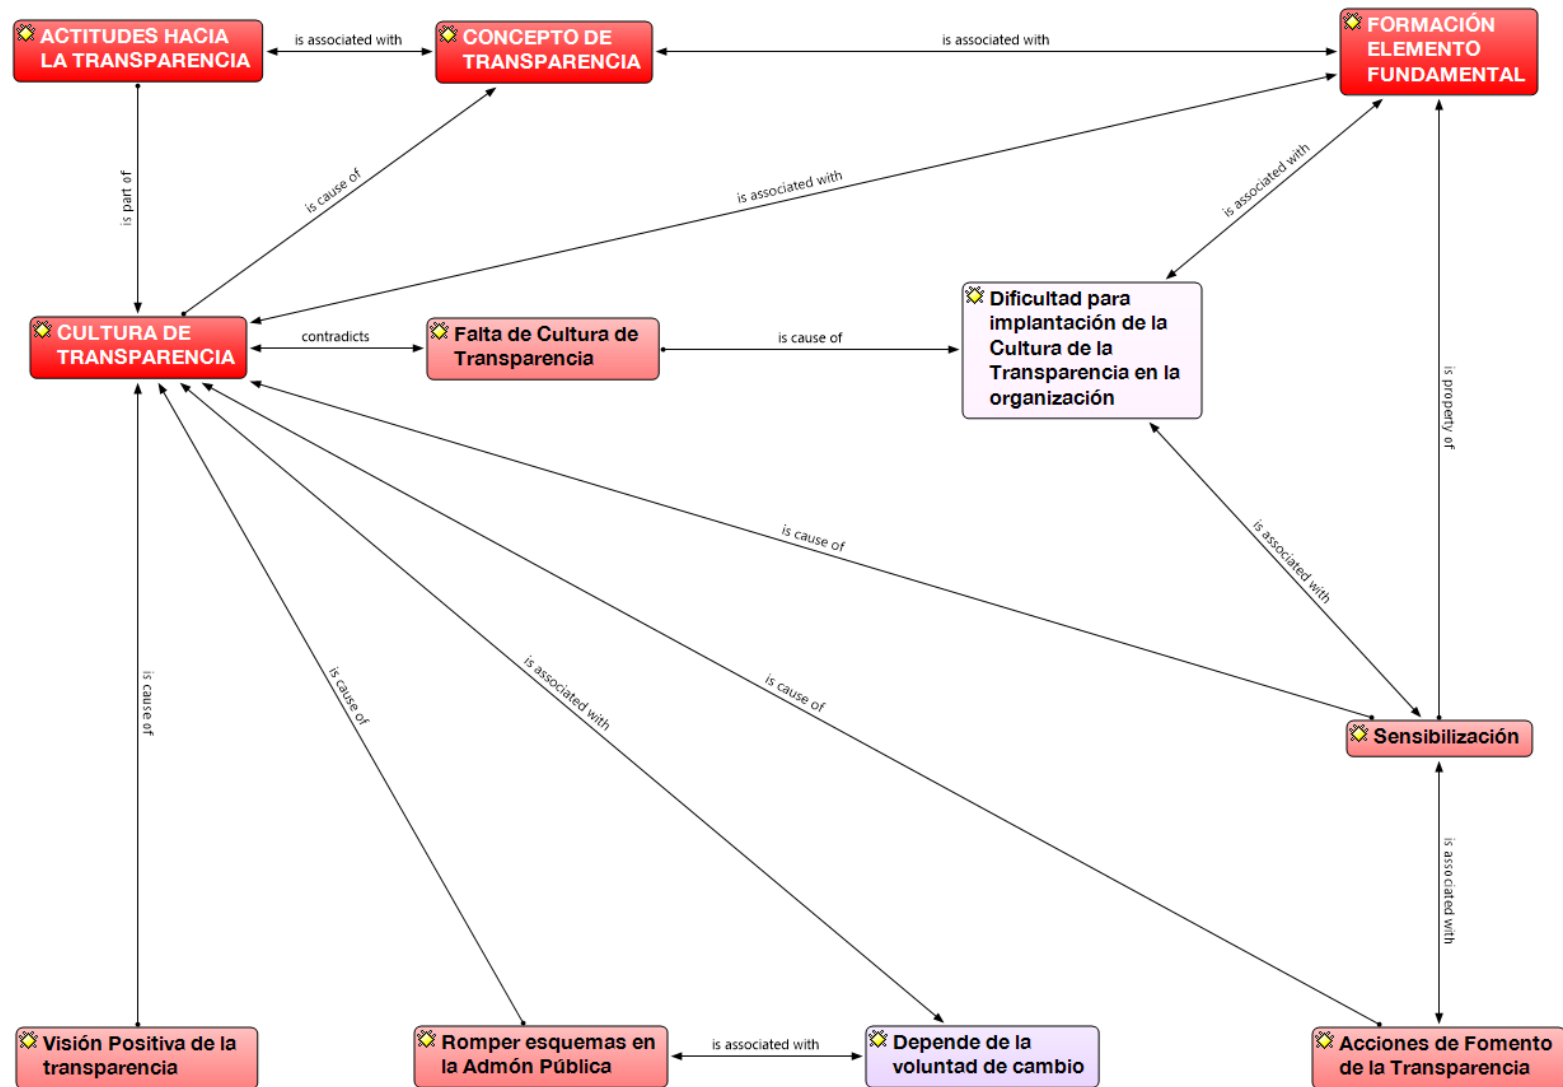 ACTITUDES HACIA
LA TRANSPARENCIA
is associated with
CONCEPTO DE
TRANSPARENCIA
is associated with
FORMACIÓN
ELEMENTO
FUNDAMENTAL
is part of
is cause of
is associated with
is associated with
CULTURA DE
TRANSPARENCIA
contradicts
Falta de Cultura de
Transparencia
is cause of
Dificultad para
implantación de la
Cultura de la
Transparencia en la
organización
is property of
is cause of
is associated with
is cause of
is cause of
is associated with
is cause of
Sensibilización
is associated with
Visión Positiva de la
transparencia
Romper esquemas en
la Admón Pública
is associated with
Depende de la
voluntad de cambio
Acciones de Fomento
de la Transparencia